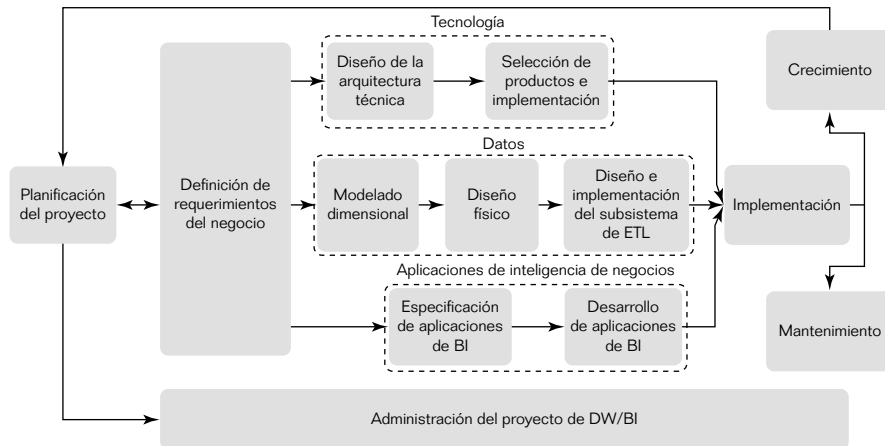 Tecnología
Diseño de la
arquitectura
técnica
Selección de
productos e
implementación
Crecimiento
Datos
Planificación
del proyecto
Definición de
requerimientos
del negocio
Modelado
dimensional
Diseño
físico
Diseño e
implementación
del subsistema
de ETL
Implementación
Aplicaciones de inteligencia de negocios
Especificación
de aplicaciones
de BI
Desarrollo
de aplicaciones
de BI
Mantenimiento
Administración del proyecto de DW/BI